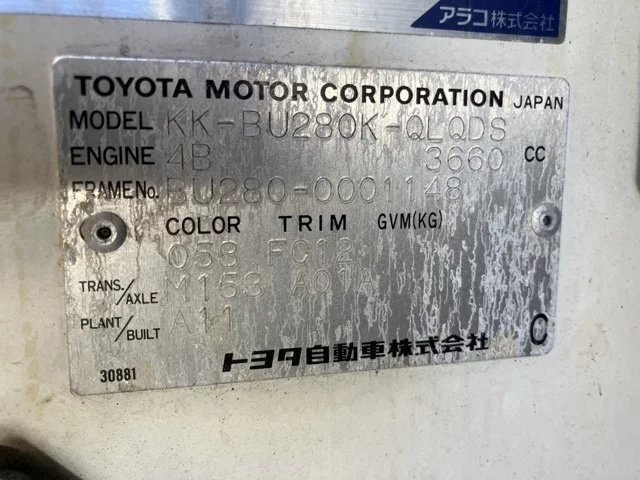 アラコ株式会社
TOYOTA MOTOR CORPORATION JAPAN
MODEL KK-BU280K-QLQDS
ENGINE 4B 3660 CC
FRAME No. BU280-0001148
COLOR TRIM GVM(KG)
058 FC12
TRANS./AXLE M153 A01A
PLANT/BUILT A11
トヨタ自動車株式会社 C
30881